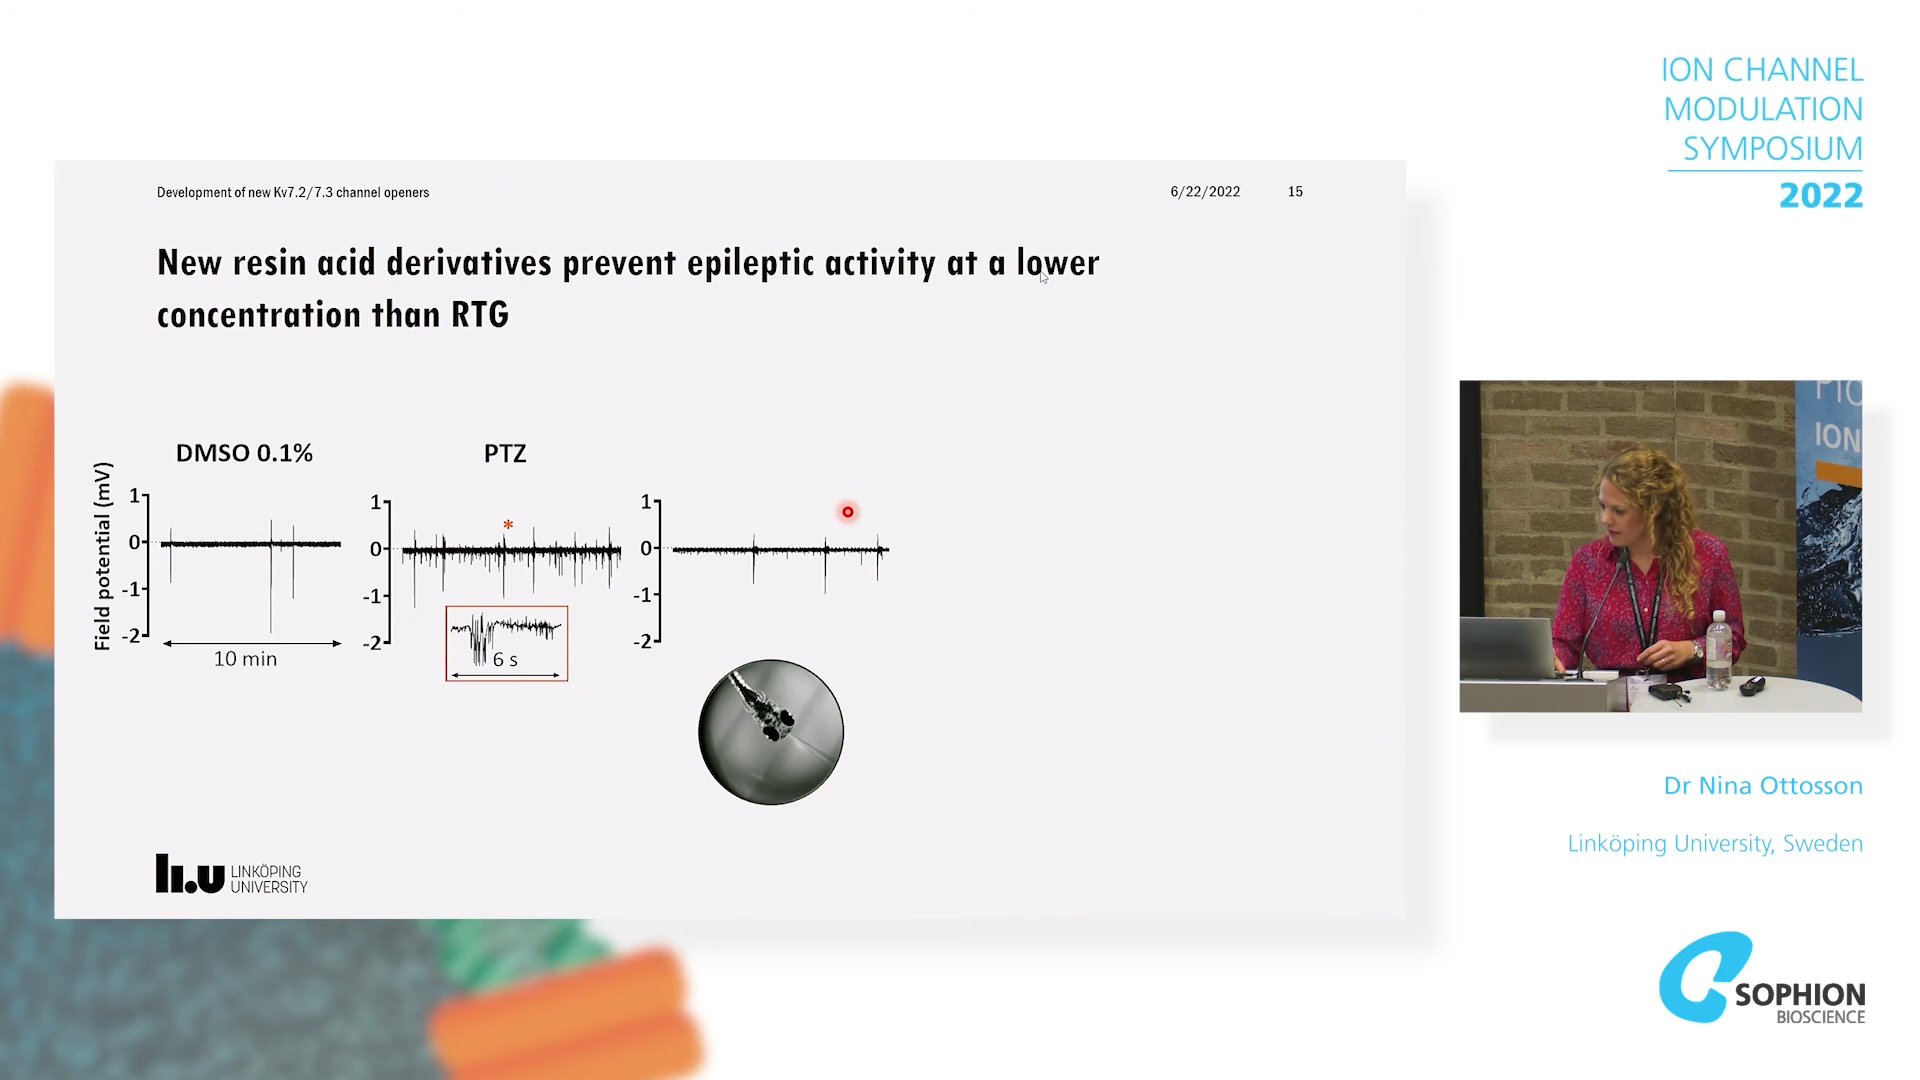 ION CHANNEL
MODULATION
SYMPOSIUM
2022
Development of new Kv7.2/7.3 channel openers
6/22/2022
15
New resin acid derivatives prevent epileptic activity at a lower
concentration than RTG
DMSO 0.1%
PTZ
Field potential (mV)
1
0
-1
-2
10 min
1
0
-1
-2
*
6 s
1
0
-1
-2
li.u LINKÖPING
UNIVERSITY
ION
Dr Nina Ottosson
Linköping University, Sweden
SOPHION
BIOSCIENCE